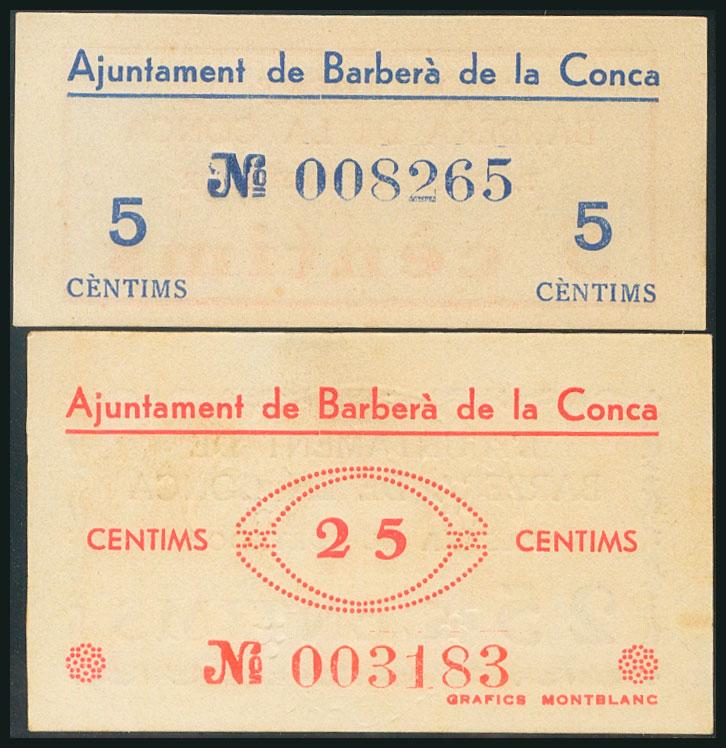 Ajuntament de Barberà de la Conca
Nº 008265
5 5
CÈNTIMS CÈNTIMS
Ajuntament de Barberà de la Conca
CENTIMS 25 CENTIMS
Nº 003183
GRAFICS MONTBLANC